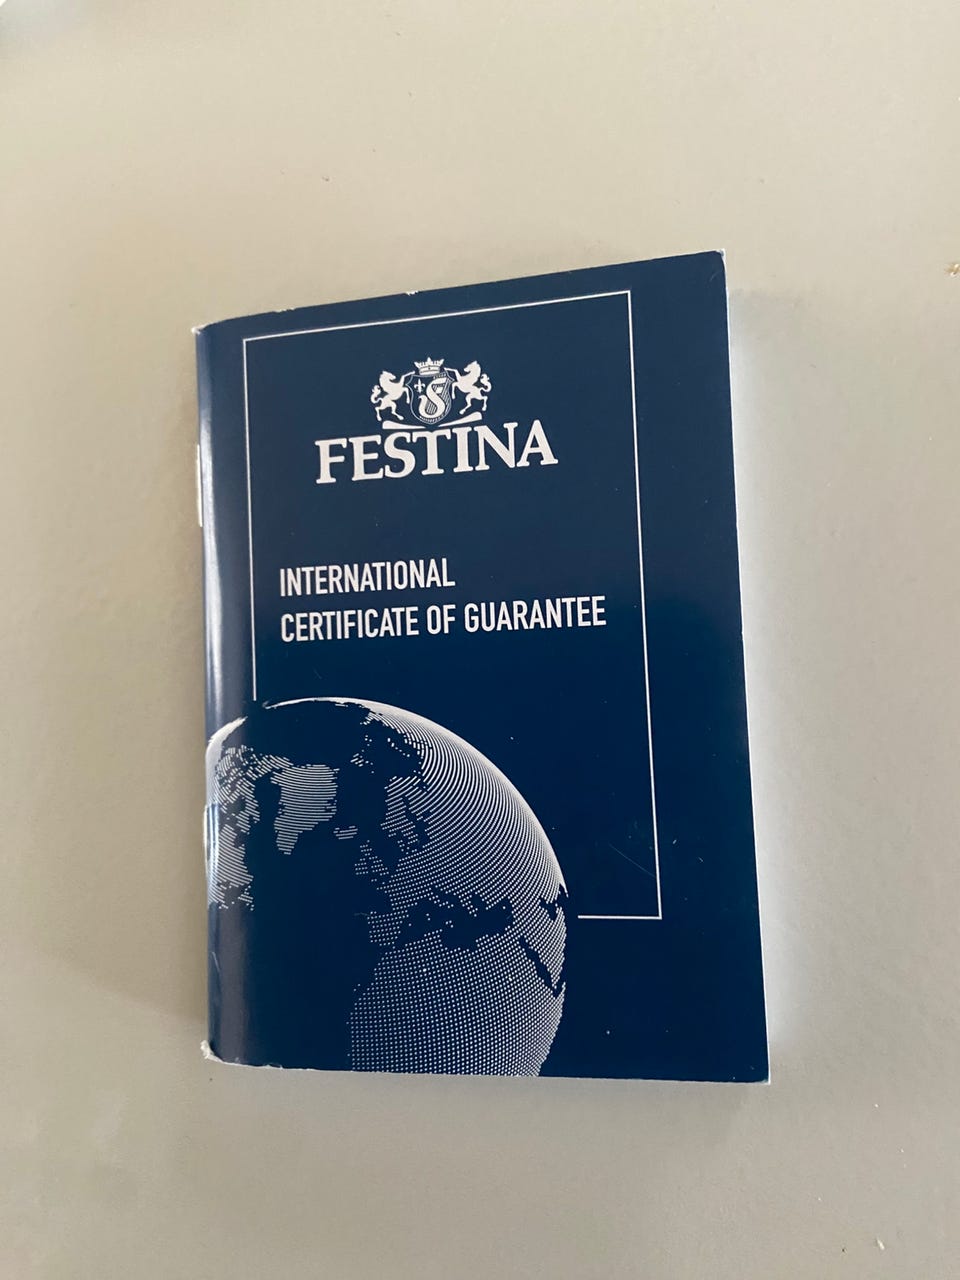 FESTINA
INTERNATIONAL
CERTIFICATE OF GUARANTEE